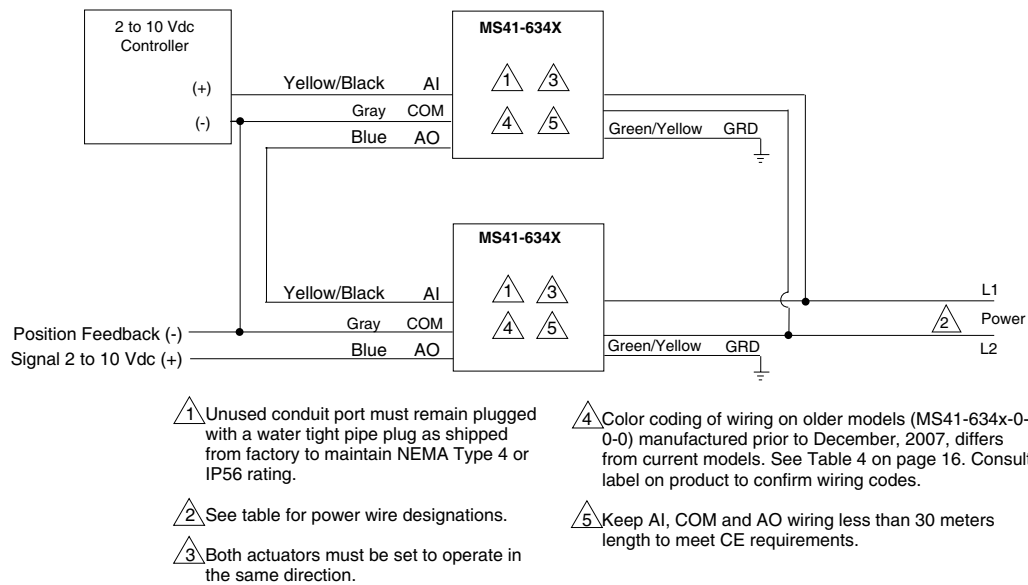 2 to 10 Vdc
Controller
(+)
(-)
Yellow/Black AI
Gray COM
Blue AO
MS41-634X
1 3
4 5
Green/Yellow GRD
MS41-634X
1 3
4 5
Yellow/Black AI
Gray COM
Blue AO
Green/Yellow GRD
Position Feedback (-)
Signal 2 to 10 Vdc (+)
L1
2 Power
L2
1 Unused conduit port must remain plugged
with a water tight pipe plug as shipped
from factory to maintain NEMA Type 4 or
IP56 rating.
2 See table for power wire designations.
3 Both actuators must be set to operate in
the same direction.
4 Color coding of wiring on older models (MS41-634x-0-
0-0) manufactured prior to December, 2007, differs
from current models. See Table 4 on page 16. Consult
label on product to confirm wiring codes.
5 Keep AI, COM and AO wiring less than 30 meters
length to meet CE requirements.